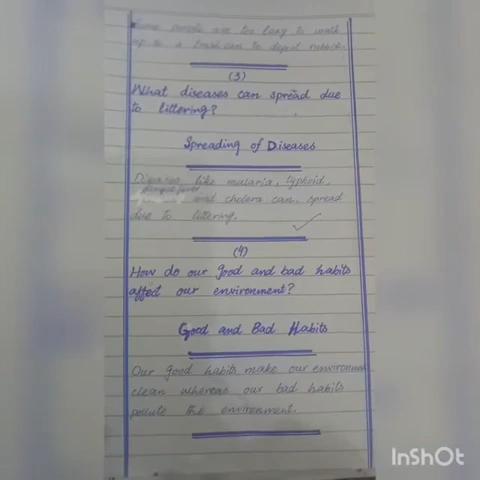 Some people are too lazy to walk
up to a trashcan to depot rubbish.
(3)
What diseases can spread due
to littering?
Spreading of Diseases
Diseases like malaria, typhoid,
dengue fever and cholera can spread
due to littering.
(4)
How do our good and bad habits
affect our environment?
Good and Bad Habits
Our good habits make our environment
clean whereas our bad habits
pollute the environment.
InShOt